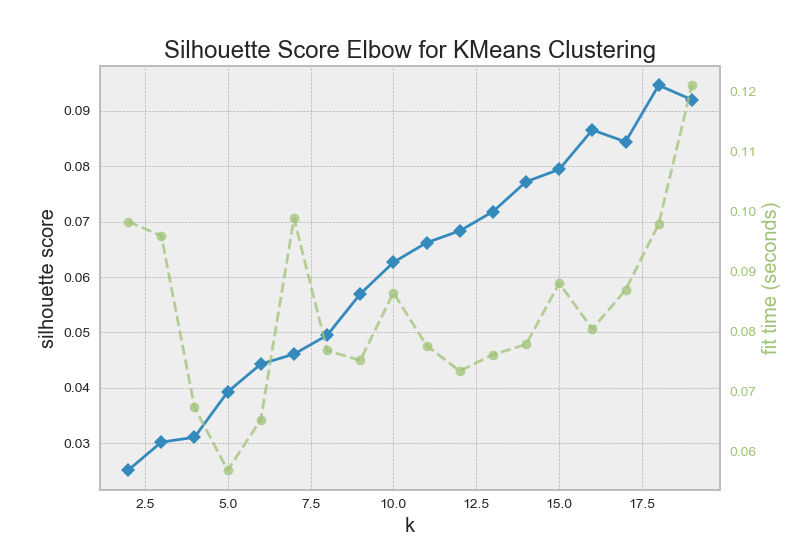 Silhouette Score Elbow for KMeans Clustering
silhouette score
0.09
0.08
0.07
0.06
0.05
0.04
0.03
0.12
0.11
0.10
0.09
0.08
0.07
0.06
fit time (seconds)
2.5 5.0 7.5 10.0 12.5 15.0 17.5
k